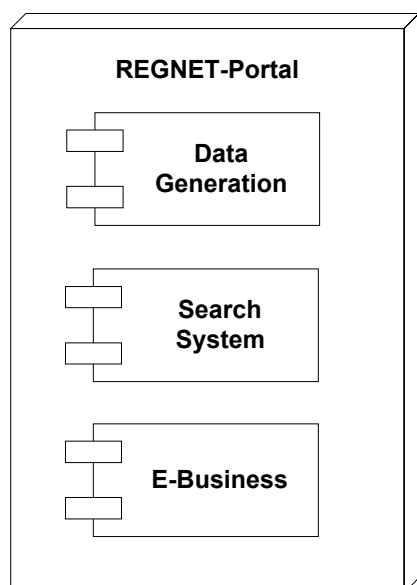 REGNET-Portal
Data
Generation
Search
System
E-Business